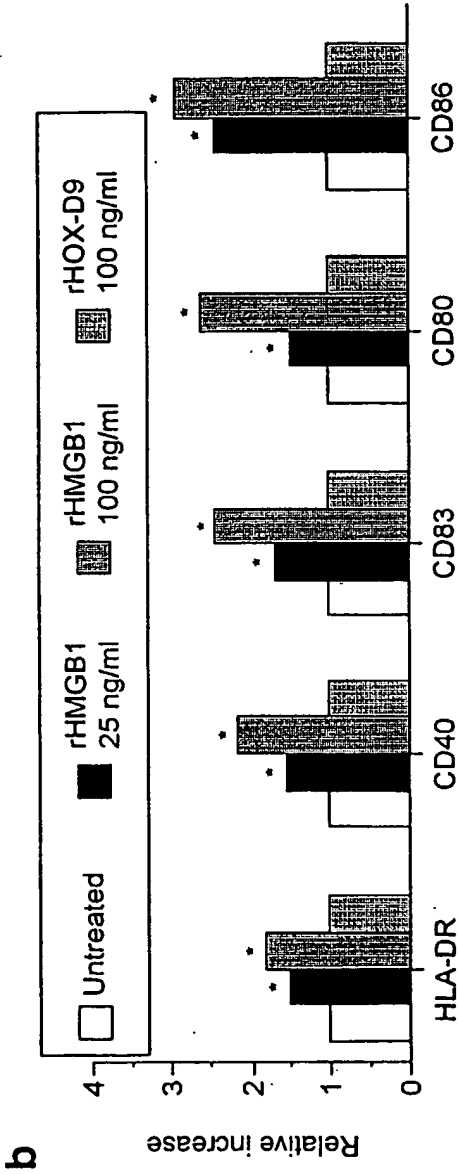 b
Untreated
rHMGB1
25 ng/ml
rHMGB1
100 ng/ml
rHOX-D9
100 ng/ml
Relative increase
4
3
2
1
0
* * * * * * * * * *
HLA-DR CD40 CD83 CD80 CD86